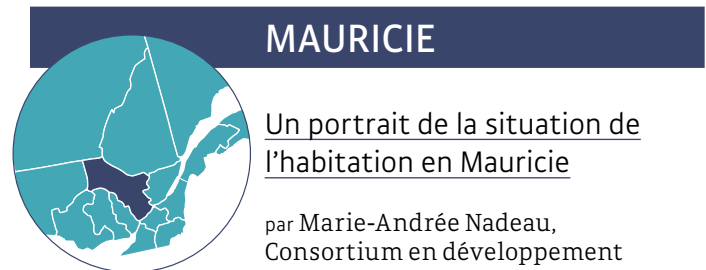 MAURICIE
Un portrait de la situation de
l'habitation en Mauricie
par Marie-Andrée Nadeau,
Consortium en développement